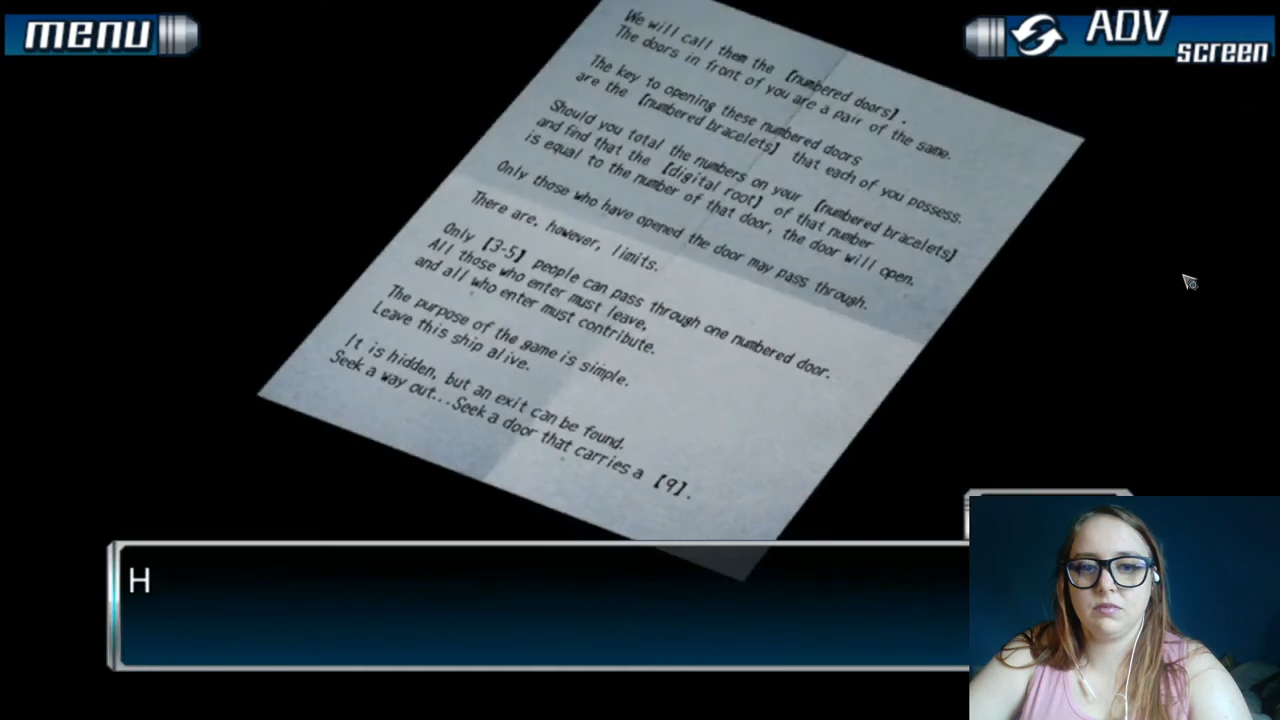 menu
ADV
screen
We will call them the [numbered doors].
The doors in front of you are a pair of the same.
The key to opening these numbered doors
are the [numbered bracelets] that each of you possess.
Should you total the numbers on your [numbered bracelets]
and find that the [digital root] of that number
is equal to the number of that door, the door will open.
Only those who have opened the door may pass through.
There are, however, limits.
Only [3-5] people can pass through one numbered door.
All those who enter must leave,
and all who enter must contribute.
The purpose of the game is simple.
Leave this ship alive.
It is hidden, but an exit can be found.
Seek a way out...Seek a door that carries a [9].
H